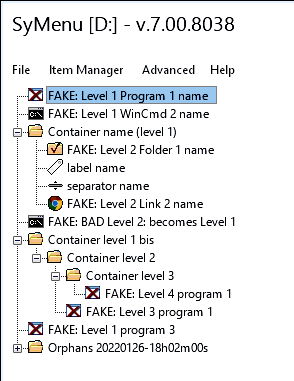 SyMenu [D:] - v.7.00.8038
File Item Manager Advanced Help
FAKE: Level 1 Program 1 name
FAKE: Level 1 WinCmd 2 name
Container name (level 1)
FAKE: Level 2 Folder 1 name
label name
separator name
FAKE: Level 2 Link 2 name
FAKE: BAD Level 2: becomes Level 1
Container level 1 bis
Container level 2
Container level 3
FAKE: Level 4 program 1
FAKE: Level 3 program 1
FAKE: Level 1 program 3
Orphans 20220126-18h02m00s